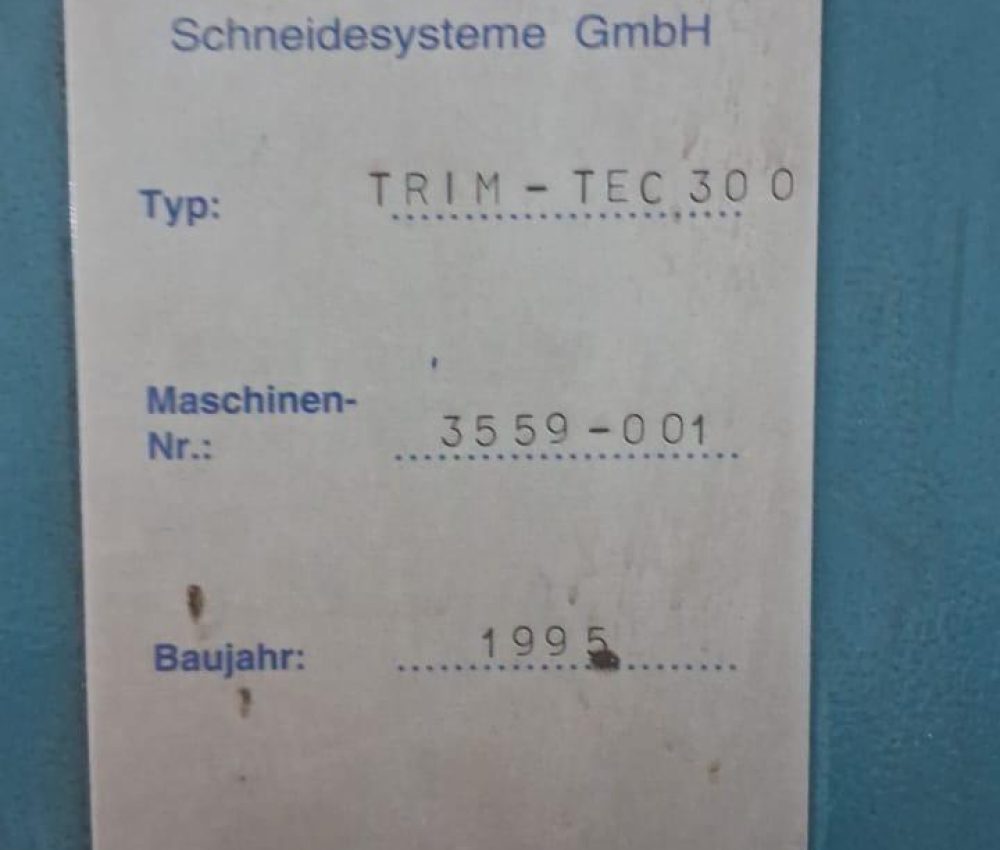 Schneidesysteme GmbH
Typ: TRIM-TEC 300
Maschinen-
Nr.: 3559-001
Baujahr: 1995